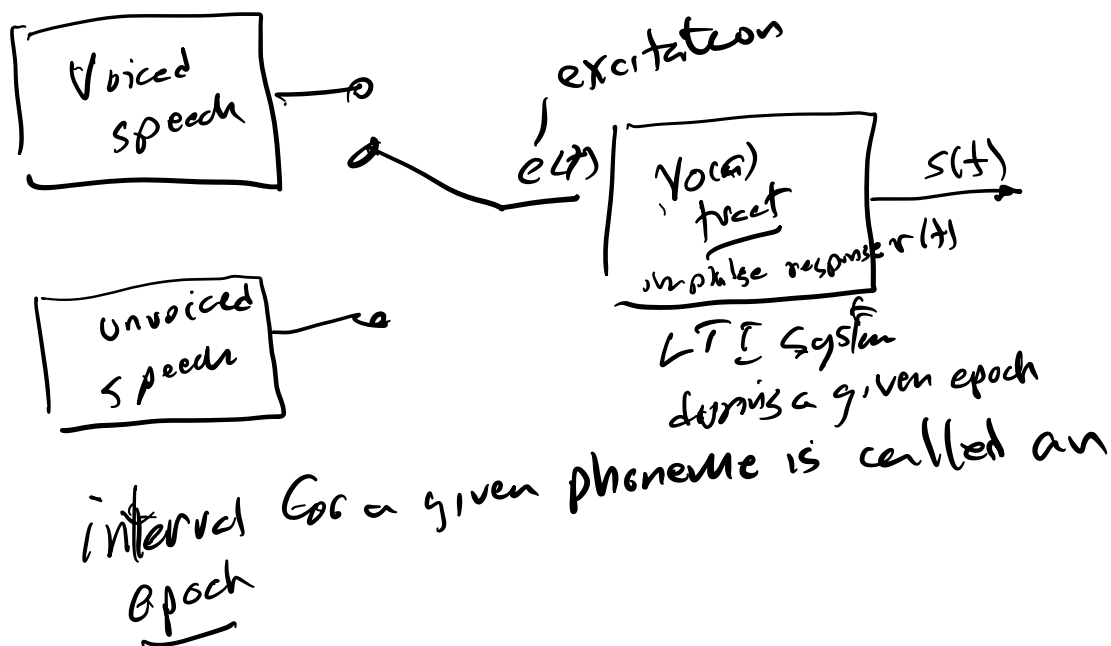 Voiced
speech
excitation
e(t)
Vocal
tract
impulse response r(t)
s(t)
unvoiced
speech
LTI System
during a given epoch
interval for a given phoneme is called an
epoch